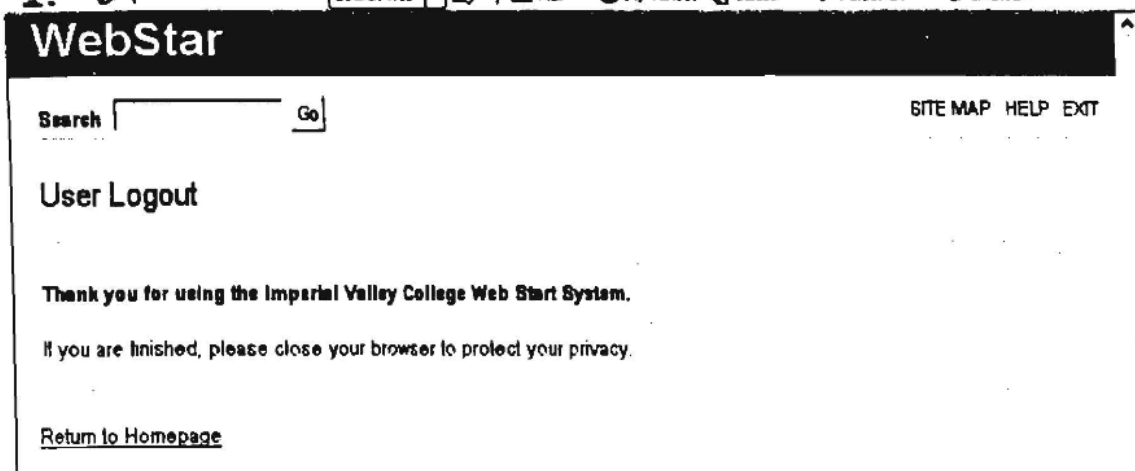 WebStar
Search Go SITE MAP HELP EXIT
User Logout
Thank you for using the Imperial Valley College Web Start System.
If you are finished, please close your browser to protect your privacy.
Return to Homepage